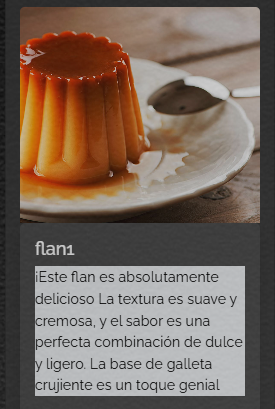 flan1
¡Este flan es absolutamente
delicioso La textura es suave y
cremosa, y el sabor es una
perfecta combinación de dulce
y ligero. La base de galleta
crujiente es un toque genial